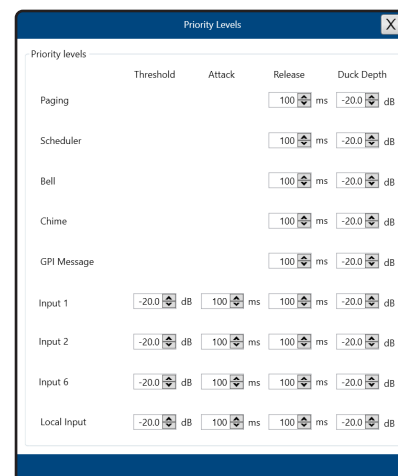 Priority Levels X
Priority levels
Threshold Attack Release Duck Depth
Paging 100 ms -20.0 dB
Scheduler 100 ms -20.0 dB
Bell 100 ms -20.0 dB
Chime 100 ms -20.0 dB
GPI Message 100 ms -20.0 dB
Input 1 -20.0 dB 100 ms 100 ms -20.0 dB
Input 2 -20.0 dB 100 ms 100 ms -20.0 dB
Input 6 -20.0 dB 100 ms 100 ms -20.0 dB
Local Input -20.0 dB 100 ms 100 ms -20.0 dB